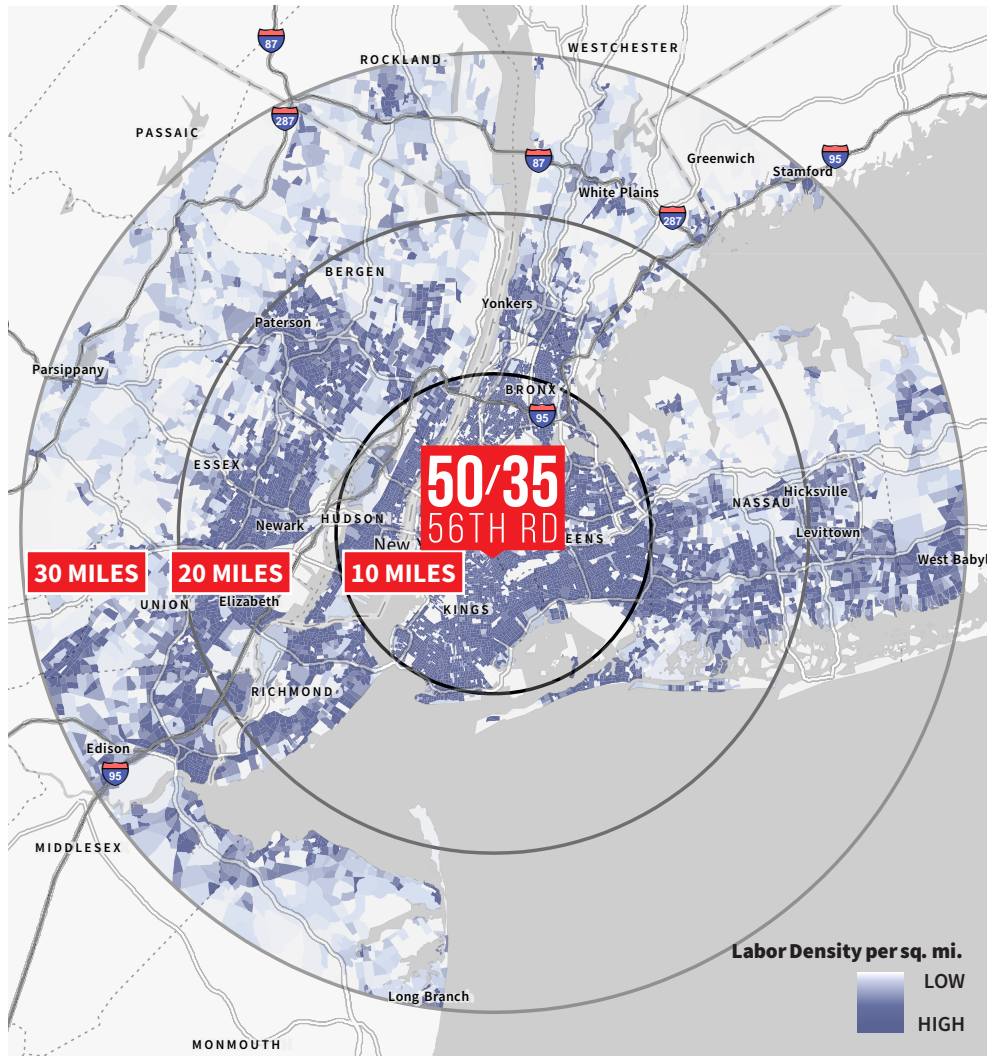 87
WESTCHESTER
ROCKLAND
287
PASSAIC
87
95
Greenwich
Stamford
White Plains
287
BERGEN
Yonkers
Paterson
Parsippany
BRONX
95
50/35
56TH RD
ESSEX
Hicksville
NASSAU
HUDSON
Newark
Levittown
EENS
New
West Babyl
30 MILES
20 MILES
10 MILES
UNION
Elizabeth
KINGS
RICHMOND
Edison
95
MIDDLESEX
Labor Density per sq. mi.
LOW
HIGH
Long Branch
MONMOUTH